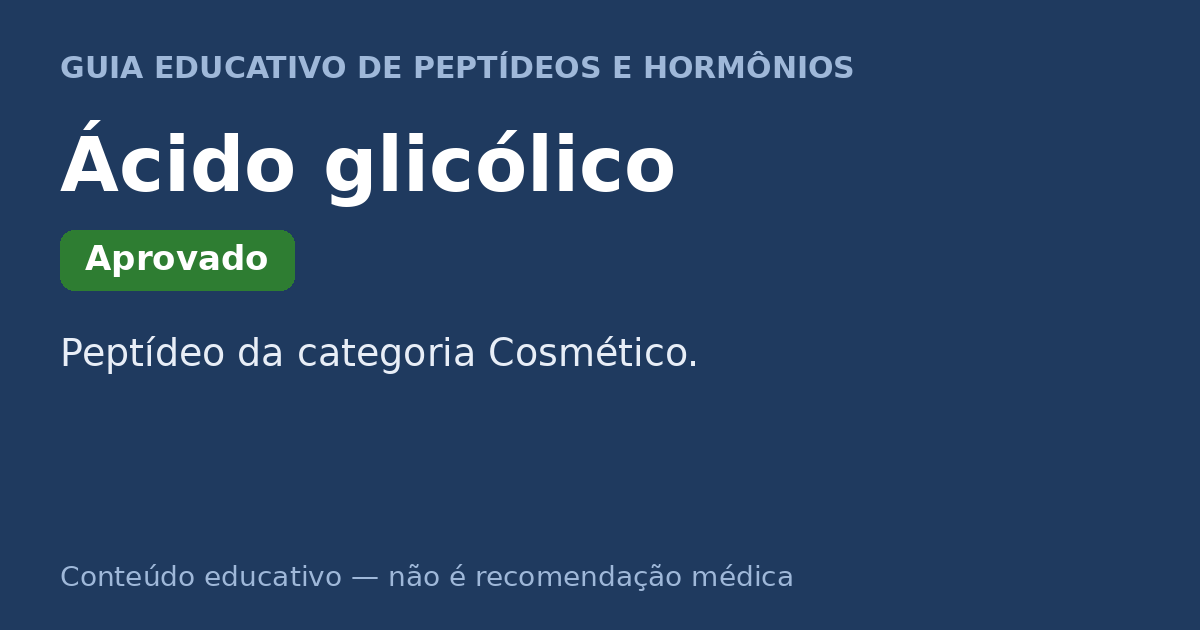 GUIA EDUCATIVO DE PEPTÍDEOS E HORMÔNIOS
Ácido glicólico
Aprovado
Peptídeo da categoria Cosmético.
Conteúdo educativo — não é recomendação médica